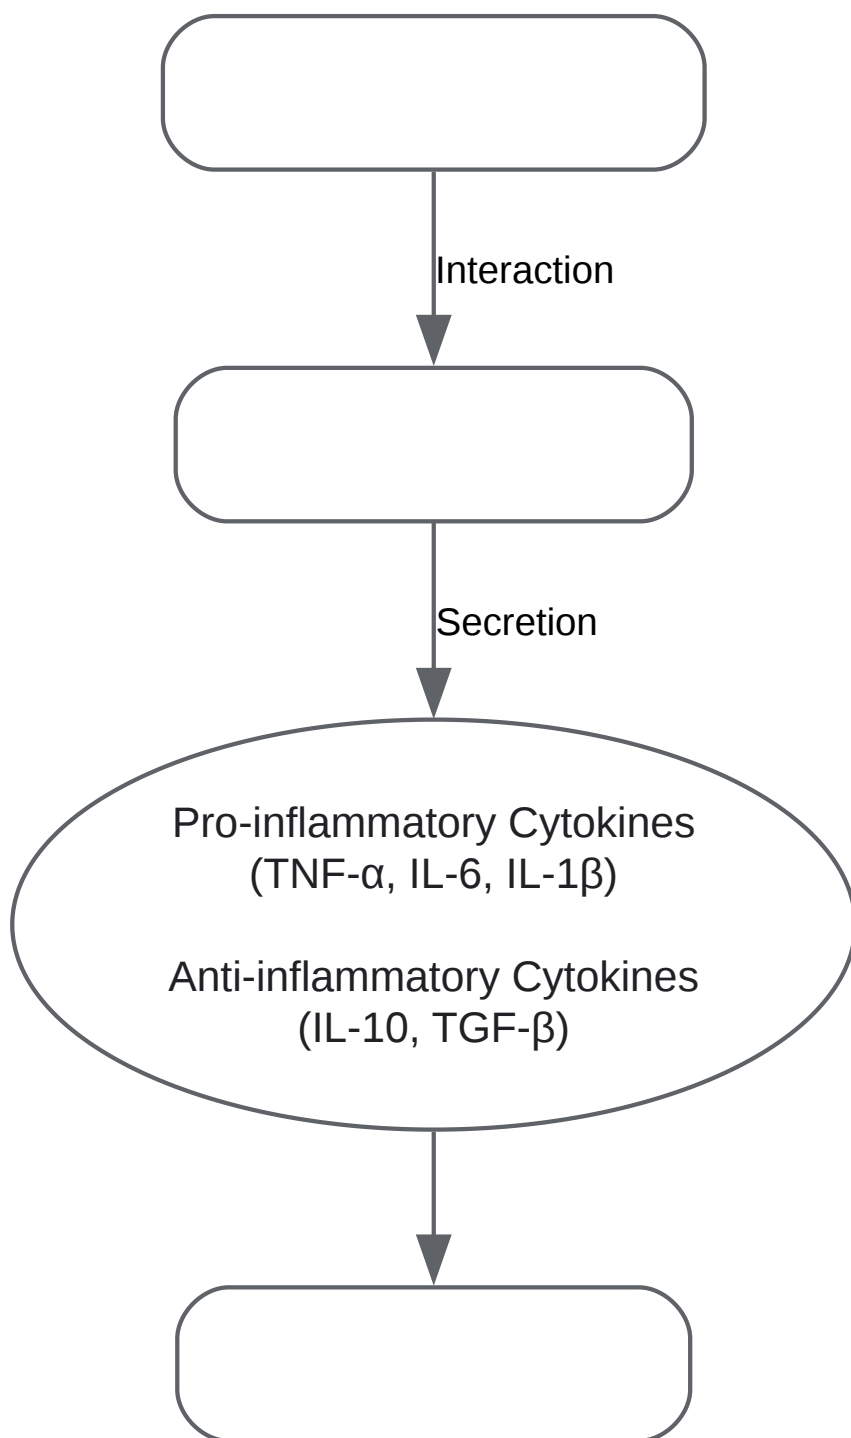 Interaction
Secretion
Pro-inflammatory Cytokines
(TNF-α, IL-6, IL-1β)
Anti-inflammatory Cytokines
(IL-10, TGF-β)